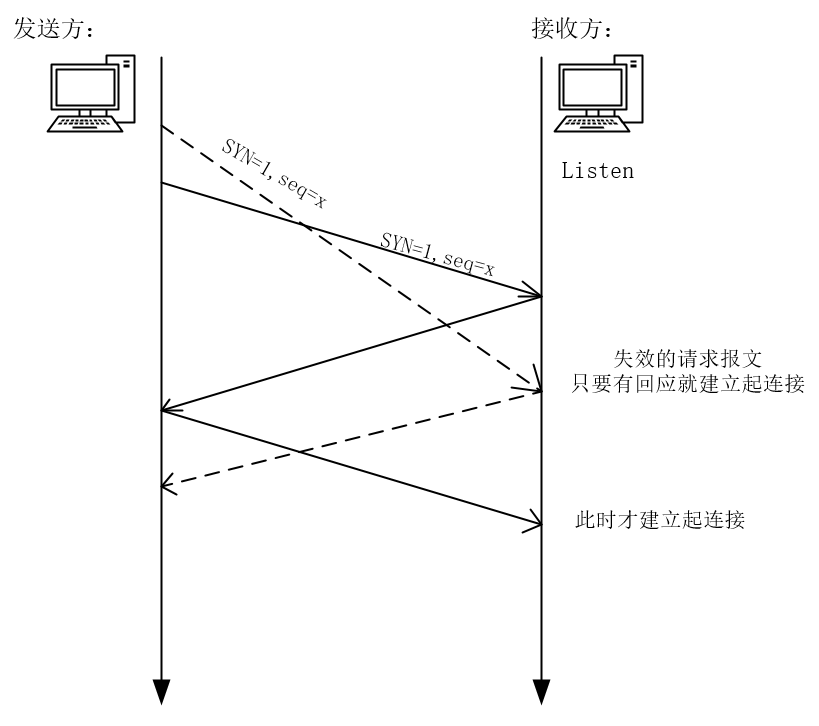 发送方：
接收方：
SYN=1,seq=x
Listen
SYN=1,seq=x
失效的请求报文
只要有回应就建立起连接
此时才建立起连接